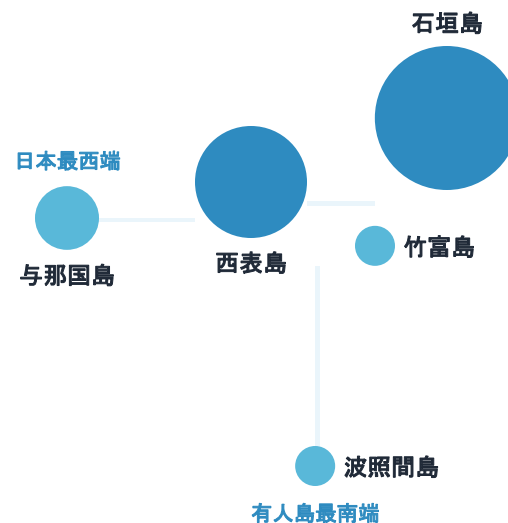 石垣島
日本最西端
与那国島
西表島
竹富島
波照間島
有人島最南端